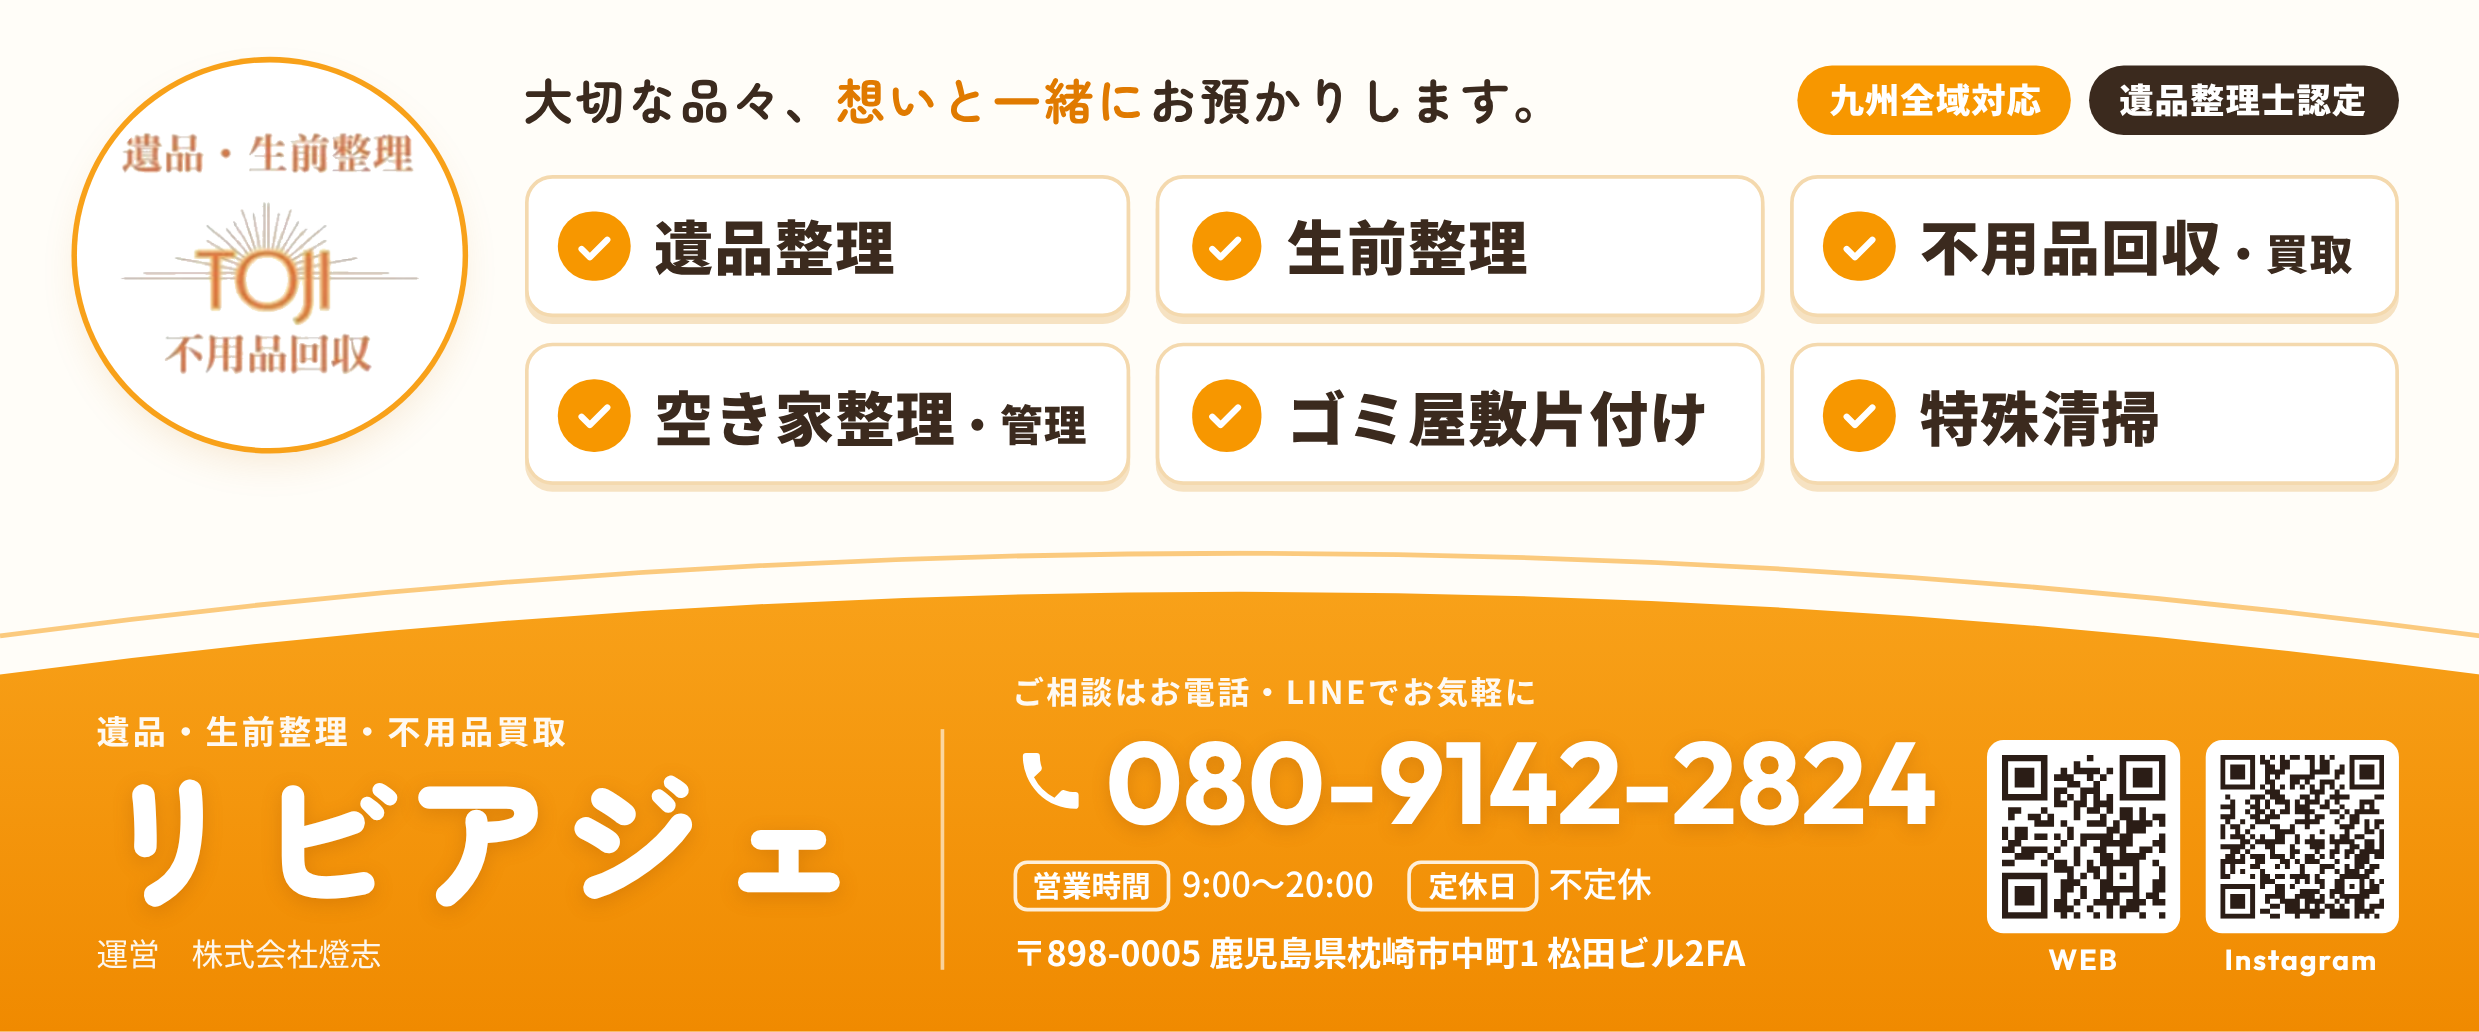 遺品・生前整理
TOJI
不用品回収
大切な品々、想いと一緒にお預かりします。
九州全域対応
遺品整理士認定
遺品整理
生前整理
不用品回収・買取
空き家整理・管理
ゴミ屋敷片付け
特殊清掃
遺品・生前整理・不用品買取
リビアジェ
運営　株式会社燈志
ご相談はお電話・LINEでお気軽に
080-9142-2824
営業時間 9:00〜20:00 定休日 不定休
〒898-0005 鹿児島県枕崎市中町1 松田ビル2FA
WEB
Instagram